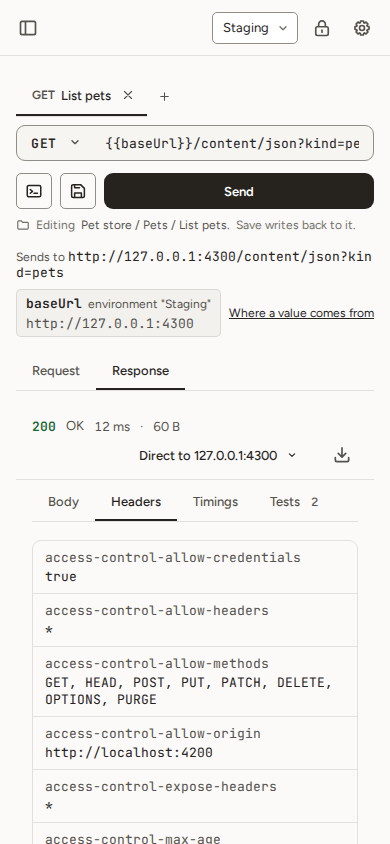 Staging
GET List pets
GET {{baseUrl}}/content/json?kind=pe
Send
Editing Pet store / Pets / List pets. Save writes back to it.
Sends to http://127.0.0.1:4300/content/json?kin
d=pets
baseUrl environment "Staging"
http://127.0.0.1:4300
Where a value comes from
Request Response
200 OK 12 ms · 60 B
Direct to 127.0.0.1:4300
Body Headers Timings Tests 2
access-control-allow-credentials
true
access-control-allow-headers
*
access-control-allow-methods
GET, HEAD, POST, PUT, PATCH, DELETE,
OPTIONS, PURGE
access-control-allow-origin
http://localhost:4200
access-control-expose-headers
*
access-control-max-age